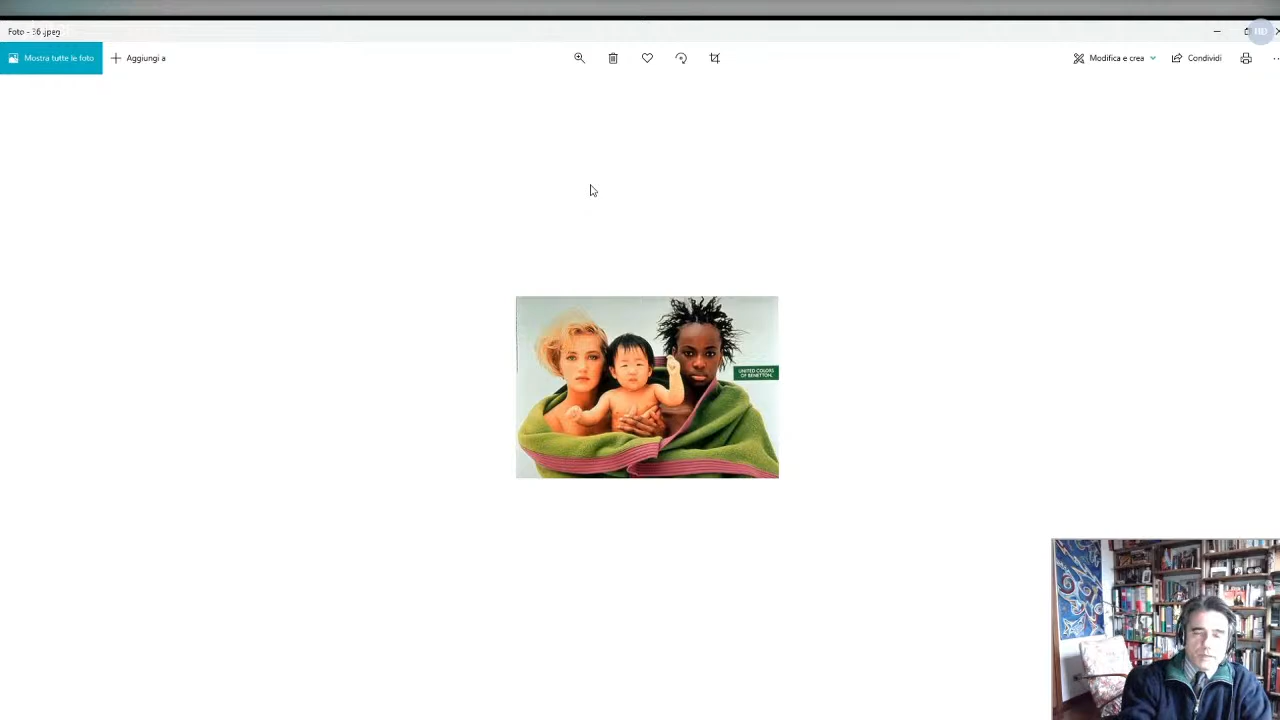 Foto - 36.jpeg
Mostra tutte le foto
Aggiungi a
Modifica e crea
Condividi
UNITED COLORS
OF BENETTON.